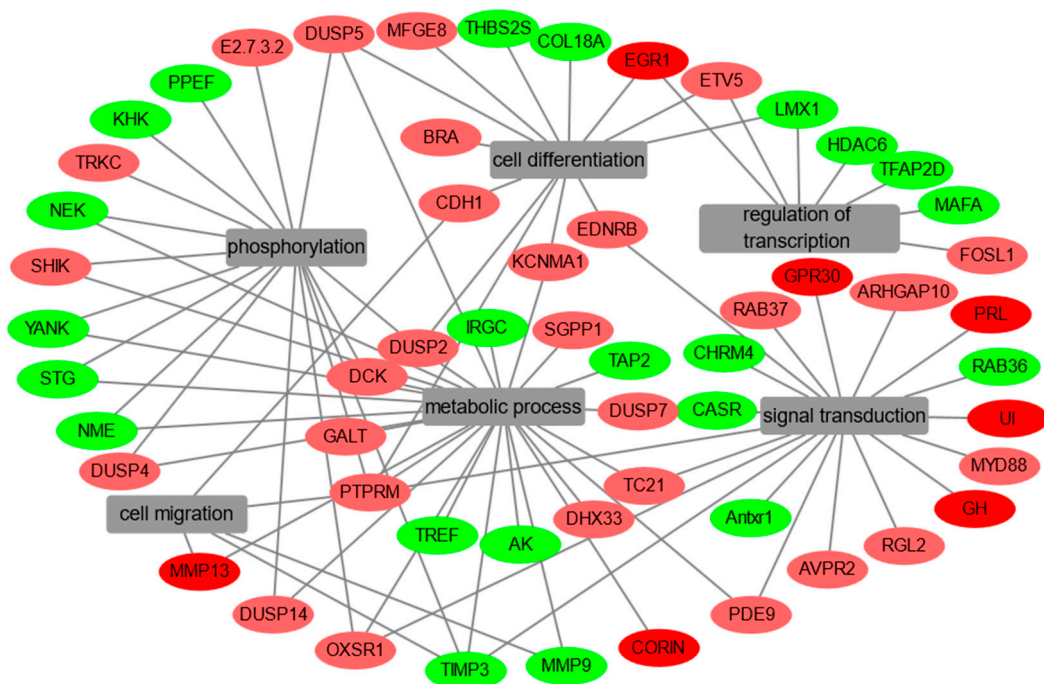 THBS2S
MFGE8
DUSP5
E2.7.3.2
COL18A
EGR1
ETV5
PPEF
LMX1
KHK
BRA
HDAC6
TRKC
cell differentiation
TFAP2D
CDH1
NEK
MAFA
EDNRB
regulation of
transcription
phosphorylation
FOSL1
SHIK
KCNMA1
GPR30
ARHGAP10
RAB37
PRL
YANK
IRGC
SGPP1
DUSP2
CHRM4
TAP2
RAB36
STG
DCK
metabolic process
DUSP7
CASR
signal transduction
UI
NME
GALT
DUSP4
MYD88
PTPRM
TC21
cell migration
DHX33
Antxr1
GH
TREF
AK
RGL2
MMP13
AVPR2
DUSP14
PDE9
OXSR1
CORIN
TIMP3
MMP9